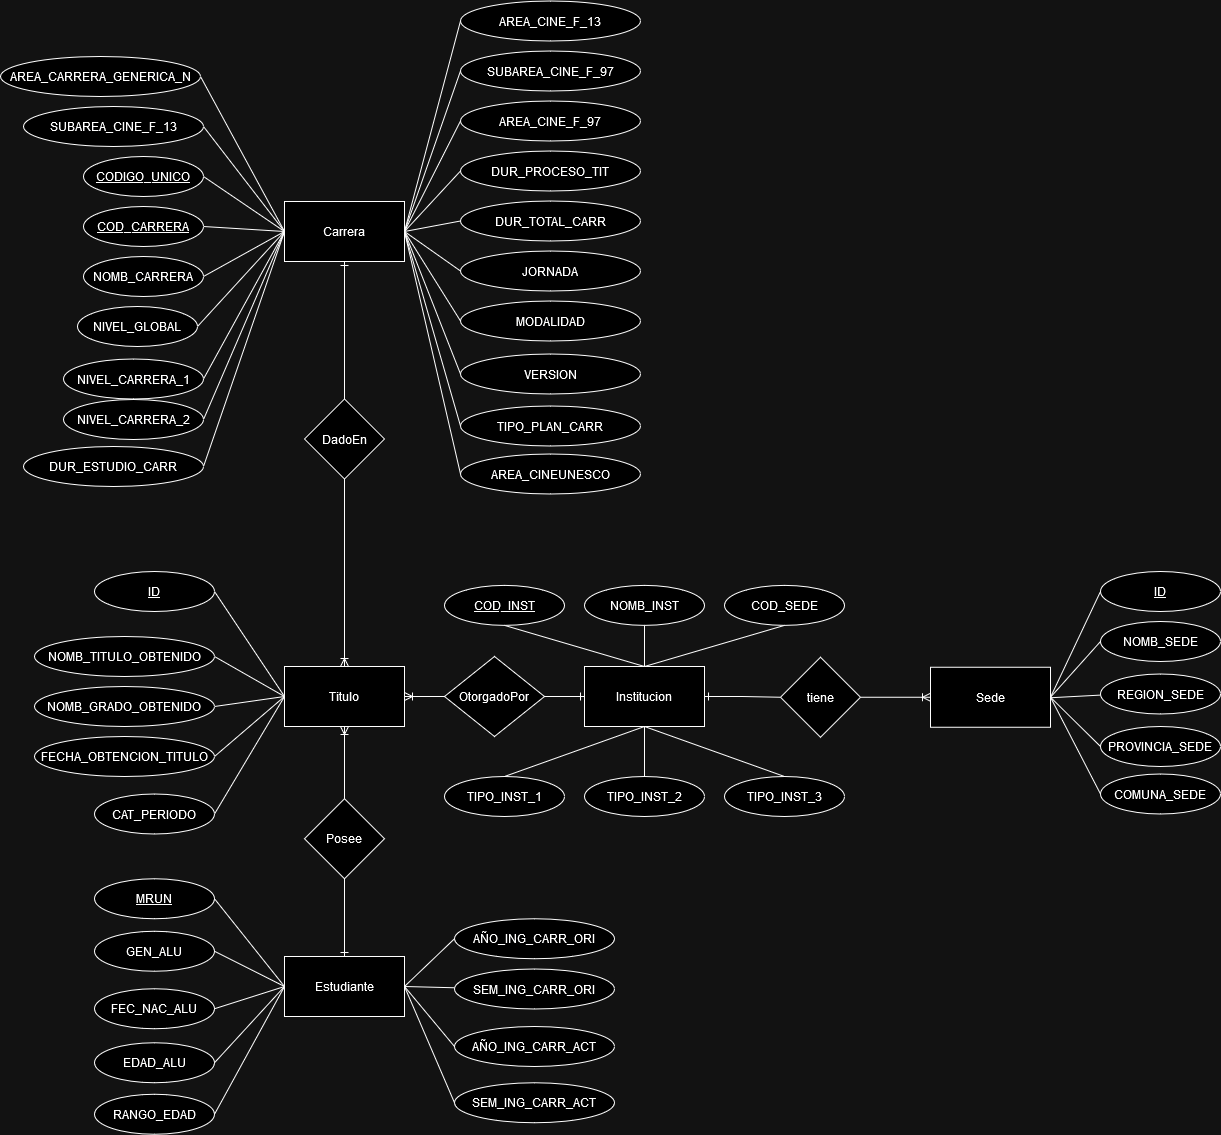 AREA_CARRERA_GENERICA_N
SUBAREA_CINE_F_13
CODIGO_UNICO
COD_CARRERA
NOMB_CARRERA
NIVEL_GLOBAL
NIVEL_CARRERA_1
NIVEL_CARRERA_2
DUR_ESTUDIO_CARR
Carrera
AREA_CINE_F_13
SUBAREA_CINE_F_97
AREA_CINE_F_97
DUR_PROCESO_TIT
DUR_TOTAL_CARR
JORNADA
MODALIDAD
VERSION
TIPO_PLAN_CARR
AREA_CINEUNESCO
DadoEn
ID
NOMB_TITULO_OBTENIDO
NOMB_GRADO_OBTENIDO
FECHA_OBTENCION_TITULO
CAT_PERIODO
Titulo
OtorgadoPor
COD_INST
NOMB_INST
COD_SEDE
Institucion
TIPO_INST_1
TIPO_INST_2
TIPO_INST_3
tiene
Sede
ID
NOMB_SEDE
REGION_SEDE
PROVINCIA_SEDE
COMUNA_SEDE
Posee
MRUN
GEN_ALU
FEC_NAC_ALU
EDAD_ALU
RANGO_EDAD
Estudiante
AÑO_ING_CARR_ORI
SEM_ING_CARR_ORI
AÑO_ING_CARR_ACT
SEM_ING_CARR_ACT